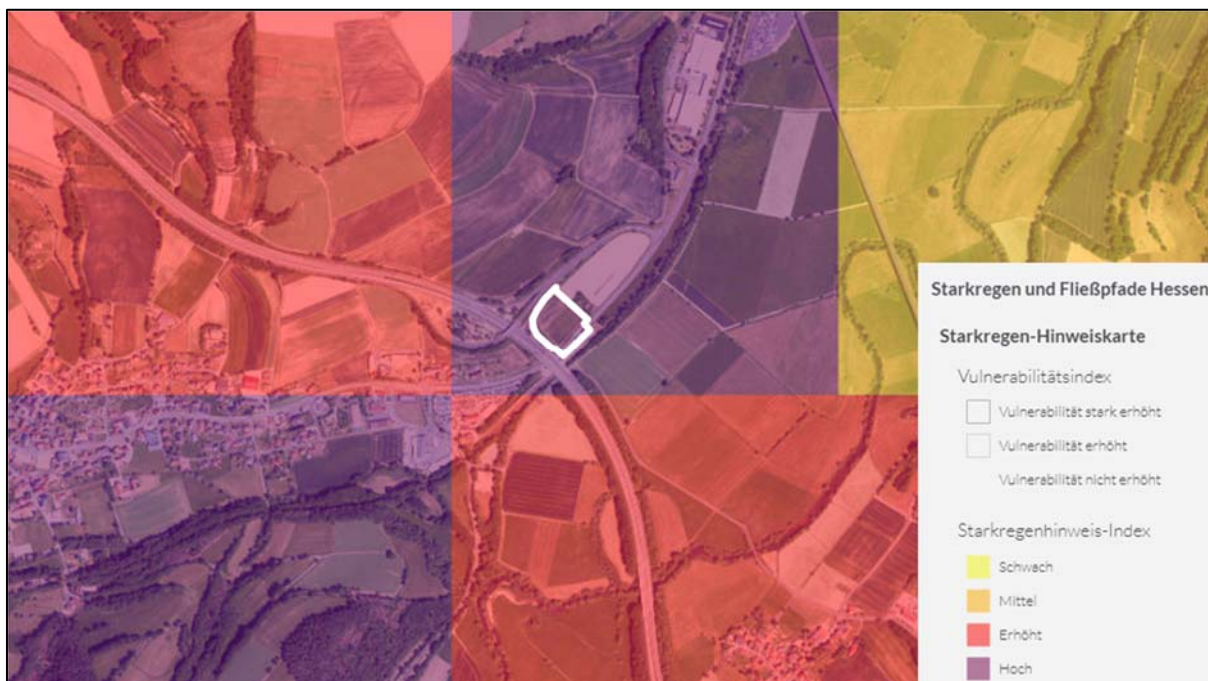 Starkregen und Fließpfade Hessen
Starkregen-Hinweiskarte
Vulnerabilitätsindex
Vulnerabilität stark erhöht
Vulnerabilität erhöht
Vulnerabilität nicht erhöht
Starkregenhinweis-Index
Schwach
Mittel
Erhöht
Hoch